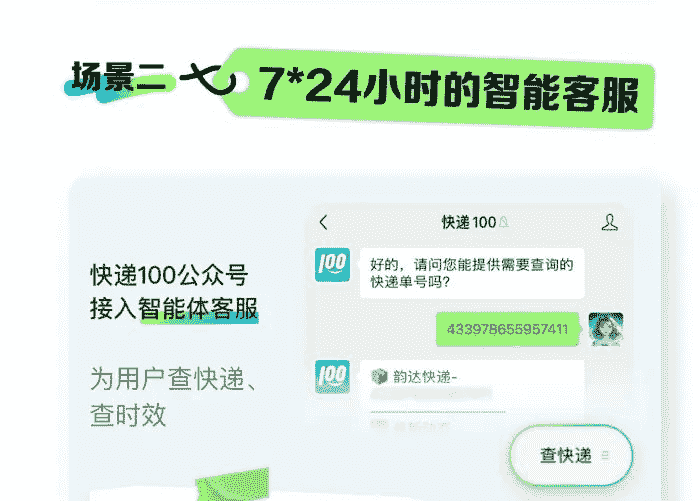 场景二
7*24小时的智能客服
快递100公众号
接入智能体客服
为用户查快递、
查时效
快递100
100
好的，请问您能提供需要查询的
快递单号吗?
433978655957411
100
韵达快递-
查快递